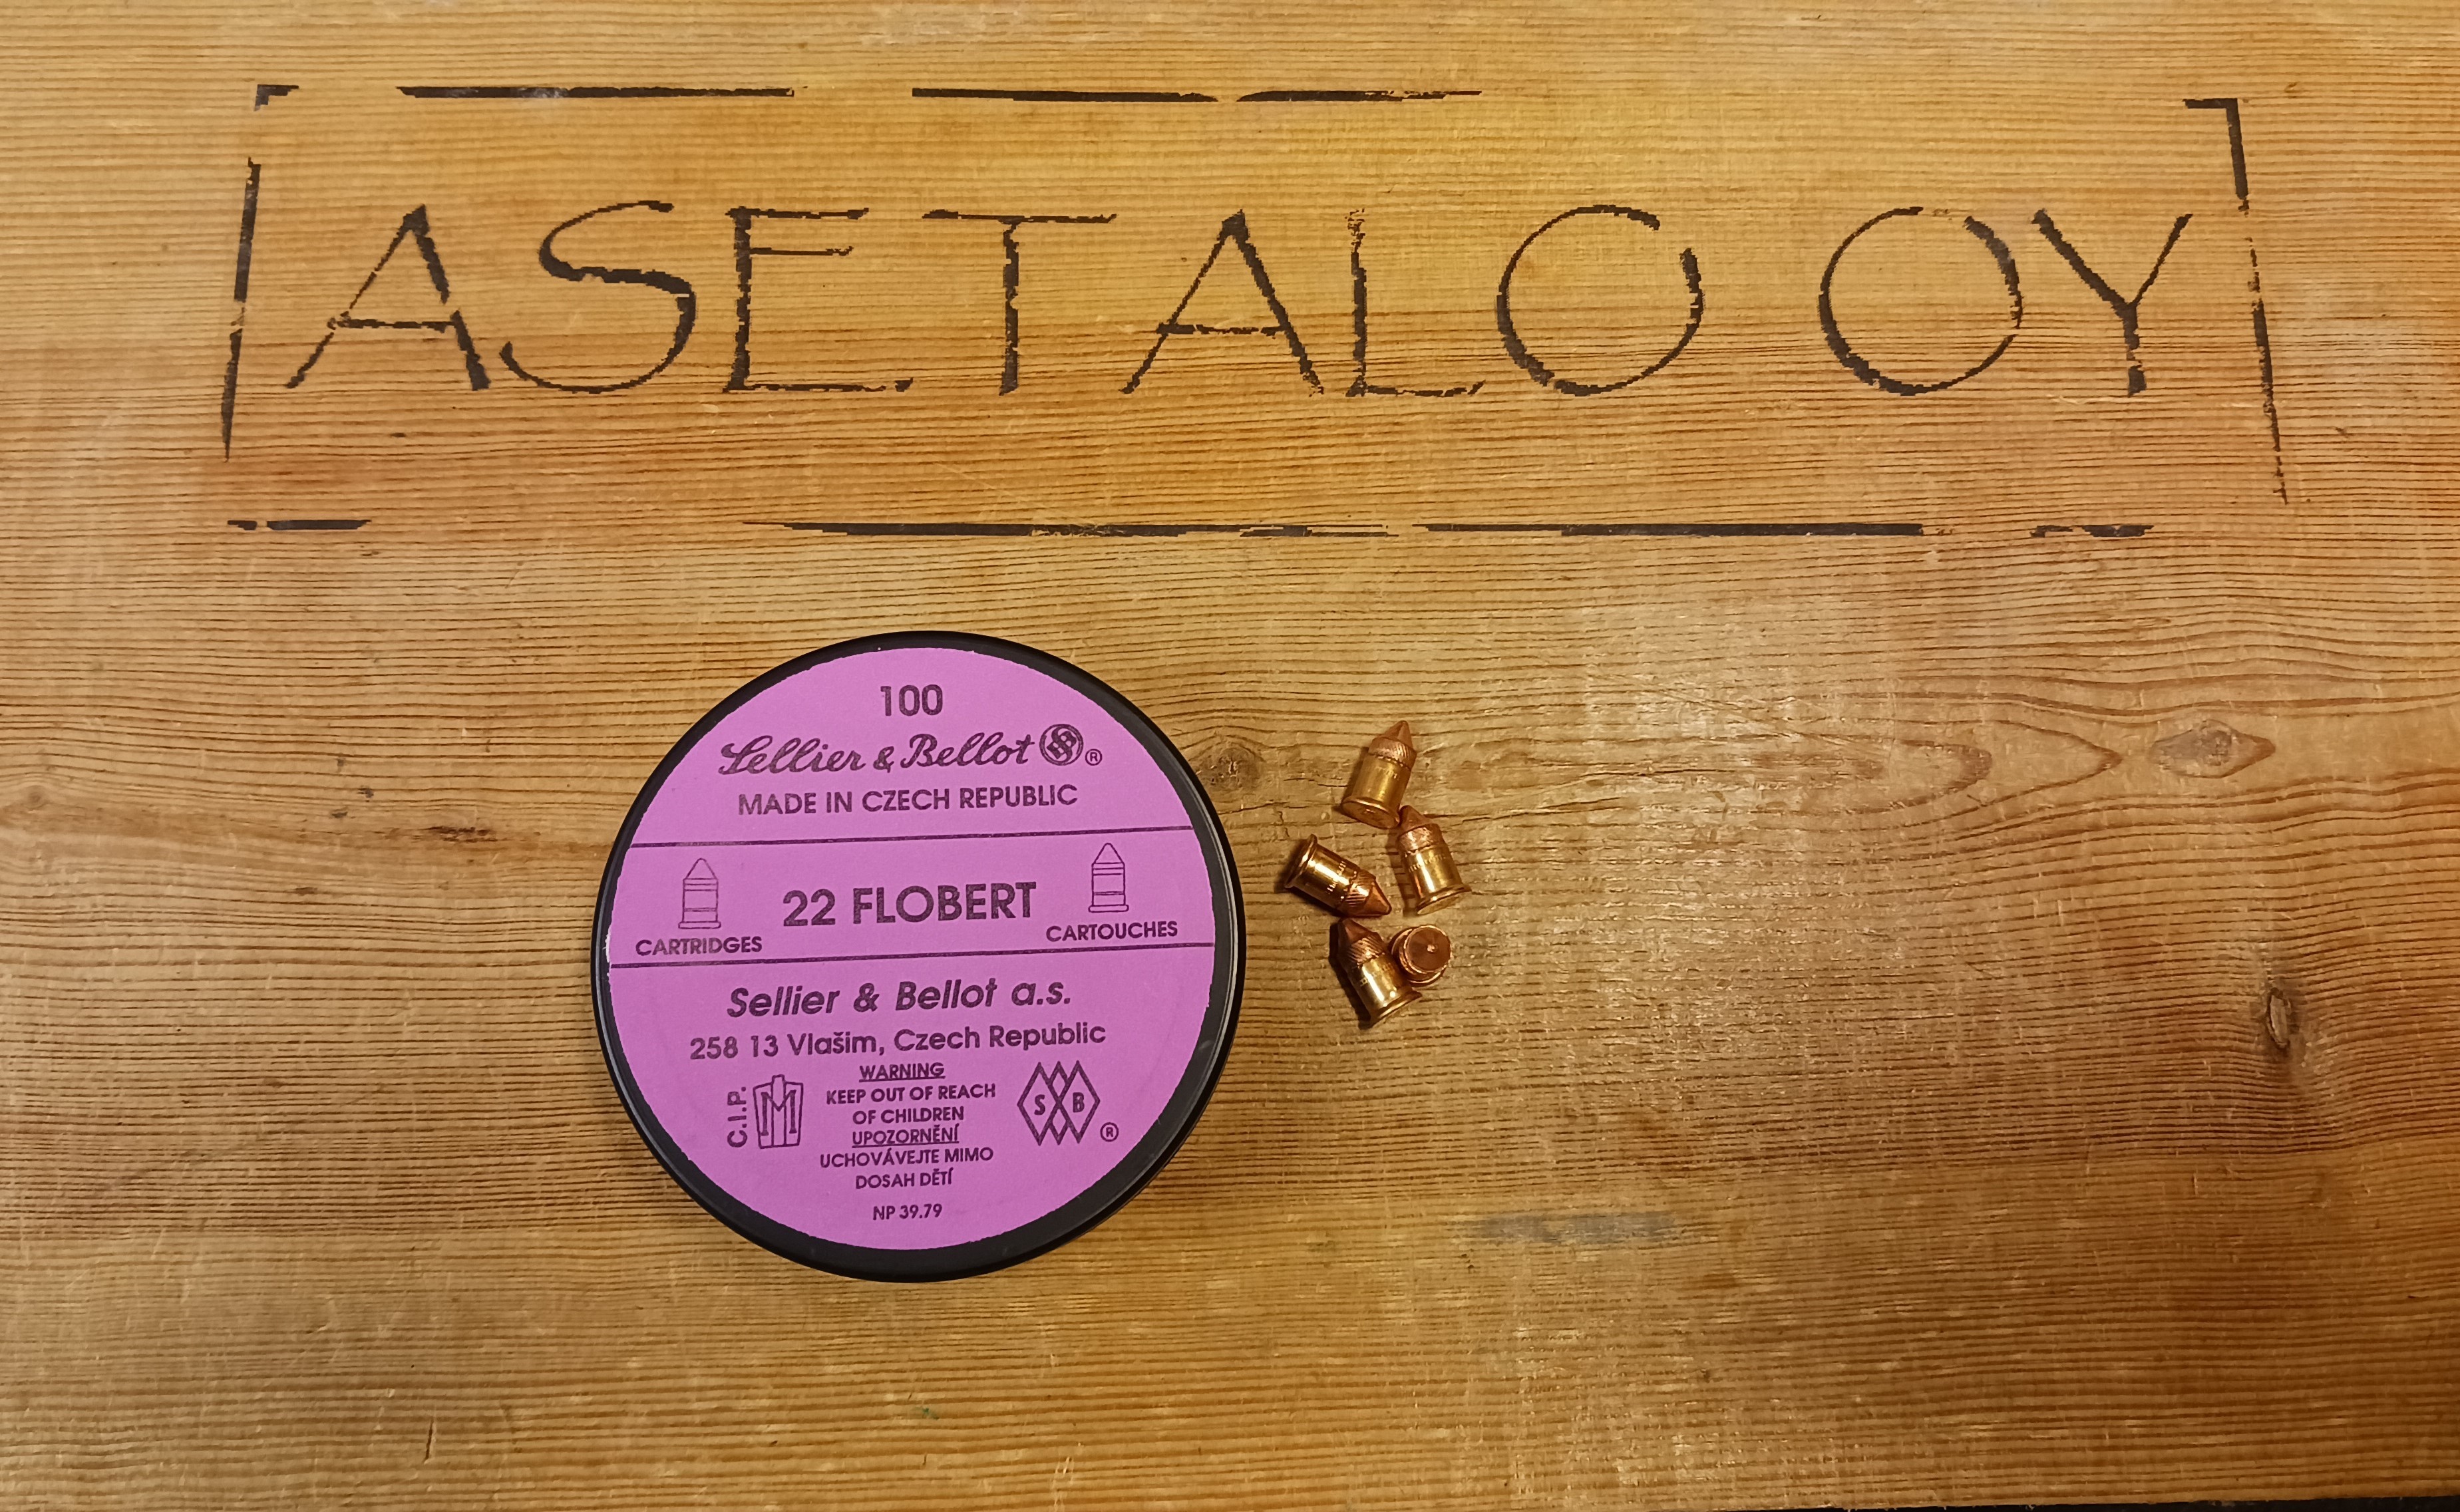 ASETALO OY
100
Sellier & Bellot ®
MADE IN CZECH REPUBLIC
22 FLOBERT
CARTRIDGES
CARTOUCHES
Sellier & Bellot a.s.
258 13 Vlašim, Czech Republic
WARNING
KEEP OUT OF REACH
OF CHILDREN
UPOZORNĚNÍ
UCHOVÁVEJTE MIMO
DOSAH DĚTÍ
C.I.P.
S B ®
NP 39.79